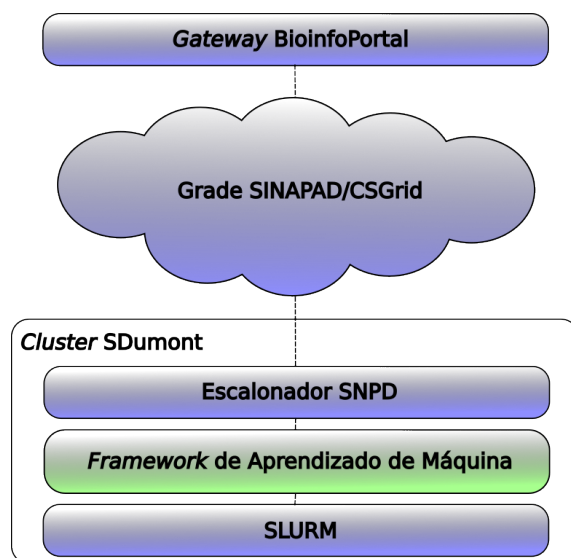 Gateway BioinfoPortal
Grade SINAPAD/CSGrid
Cluster SDumont
Escalonador SNPD
Framework de Aprendizado de Máquina
SLURM